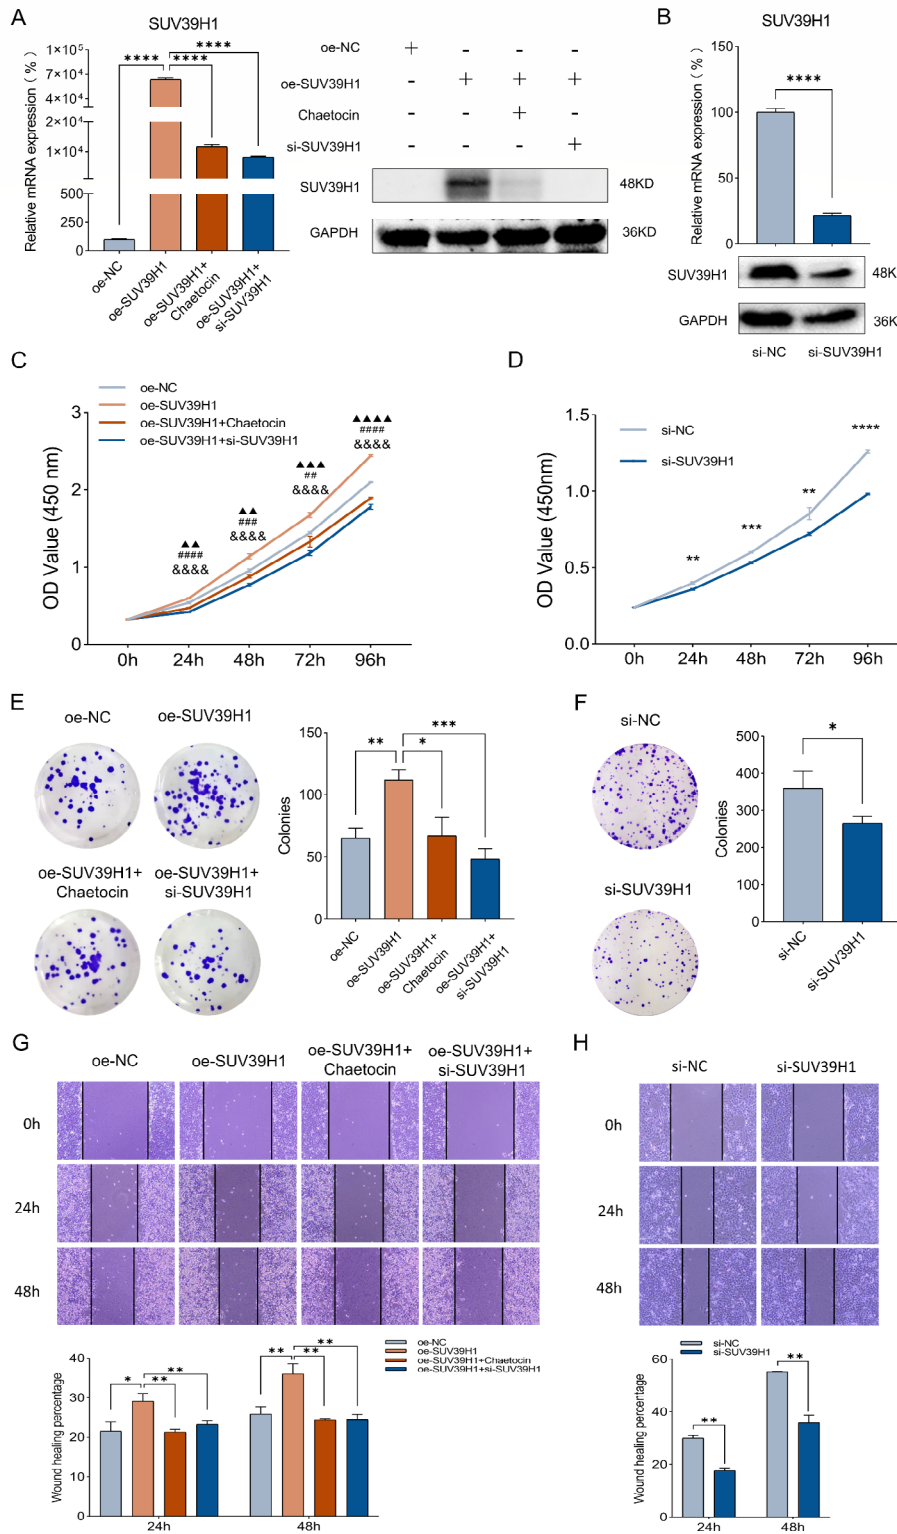 A
SUV39H1
Relative mRNA expression（%）
1×10⁵
7×10⁴
4×10⁴
2×10⁴
1×10⁴
500
250
0
**** **** ****
oe-NC
oe-SUV39H1
oe-SUV39H1+
Chaetocin
oe-SUV39H1+
si-SUV39H1
oe-NC + - - -
oe-SUV39H1 - + + +
Chaetocin - - + -
si-SUV39H1 - - - +
SUV39H1 48KD
GAPDH 36KD
B
SUV39H1
Relative mRNA expression（%）
150
100
50
0
****
SUV39H1 48K
GAPDH 36K
si-NC si-SUV39H1
C
oe-NC
oe-SUV39H1
oe-SUV39H1+Chaetocin
oe-SUV39H1+si-SUV39H1
OD Value (450 nm)
3
2
1
0
▲▲
####
&&&&
▲▲
###
&&&&
▲▲▲
##
&&&&
▲▲▲▲
####
&&&&
0h 24h 48h 72h 96h
D
si-NC
si-SUV39H1
OD Value (450nm)
1.5
1.0
0.5
0.0
** *** ** ****
0h 24h 48h 72h 96h
E
oe-NC oe-SUV39H1
oe-SUV39H1+
Chaetocin
oe-SUV39H1+
si-SUV39H1
Colonies
150
100
50
0
** * ***
oe-NC
oe-SUV39H1
oe-SUV39H1+
Chaetocin
oe-SUV39H1+
si-SUV39H1
F
si-NC
si-SUV39H1
Colonies
500
400
300
200
100
0
*
si-NC
si-SUV39H1
G
oe-NC oe-SUV39H1
oe-SUV39H1+
Chaetocin
oe-SUV39H1+
si-SUV39H1
0h
24h
48h
oe-NC
oe-SUV39H1
oe-SUV39H1+Chaetocin
oe-SUV39H1+si-SUV39H1
Wound healing percentage
40
30
20
10
0
* ** **
** ** **
24h 48h
H
si-NC si-SUV39H1
0h
24h
48h
si-NC
si-SUV39H1
Wound healing percentage
60
40
20
0
** **
24h 48h